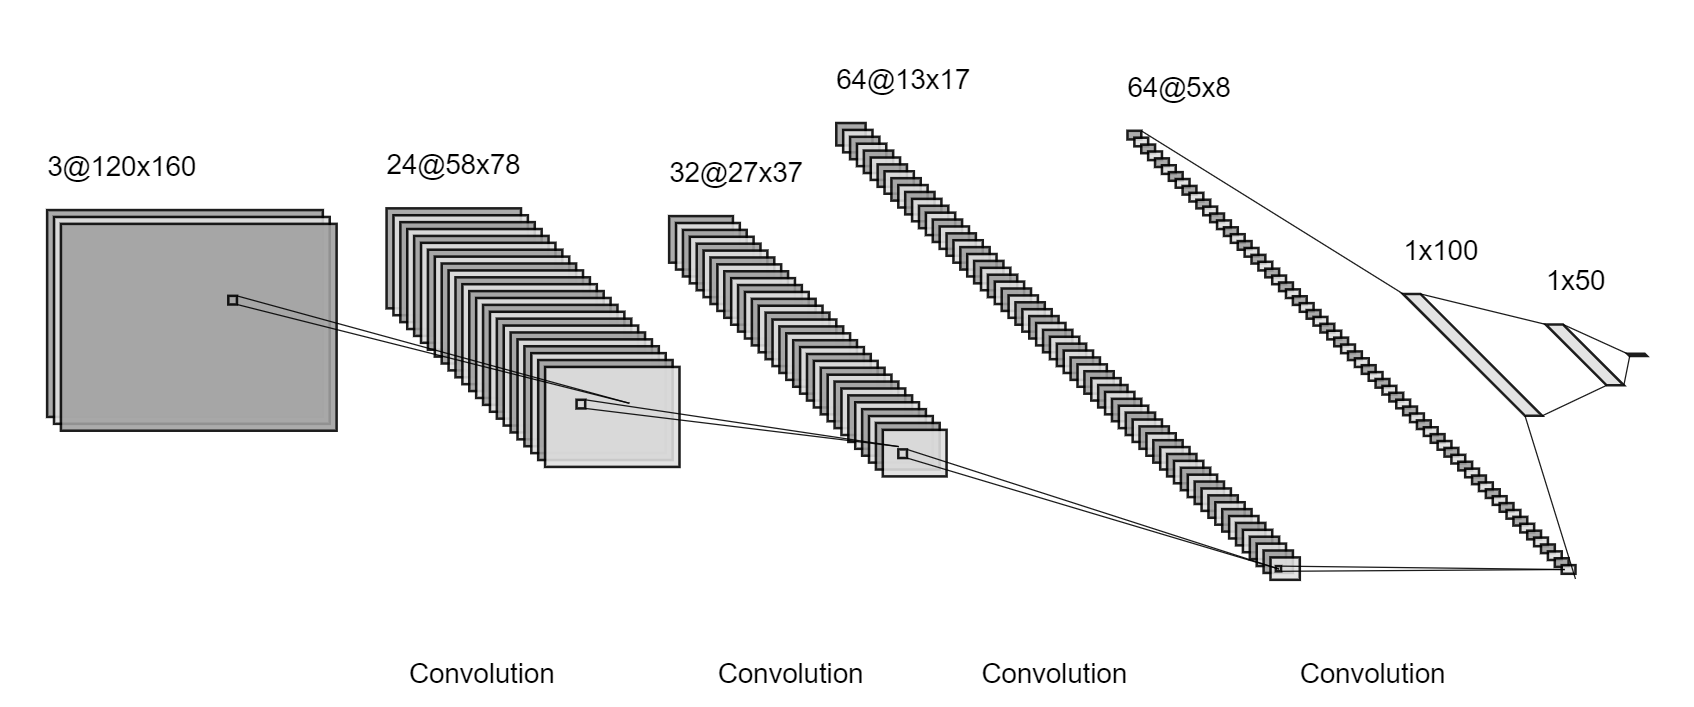 3@120x160
24@58x78
32@27x37
64@13x17
64@5x8
1x100
1x50
Convolution
Convolution
Convolution
Convolution